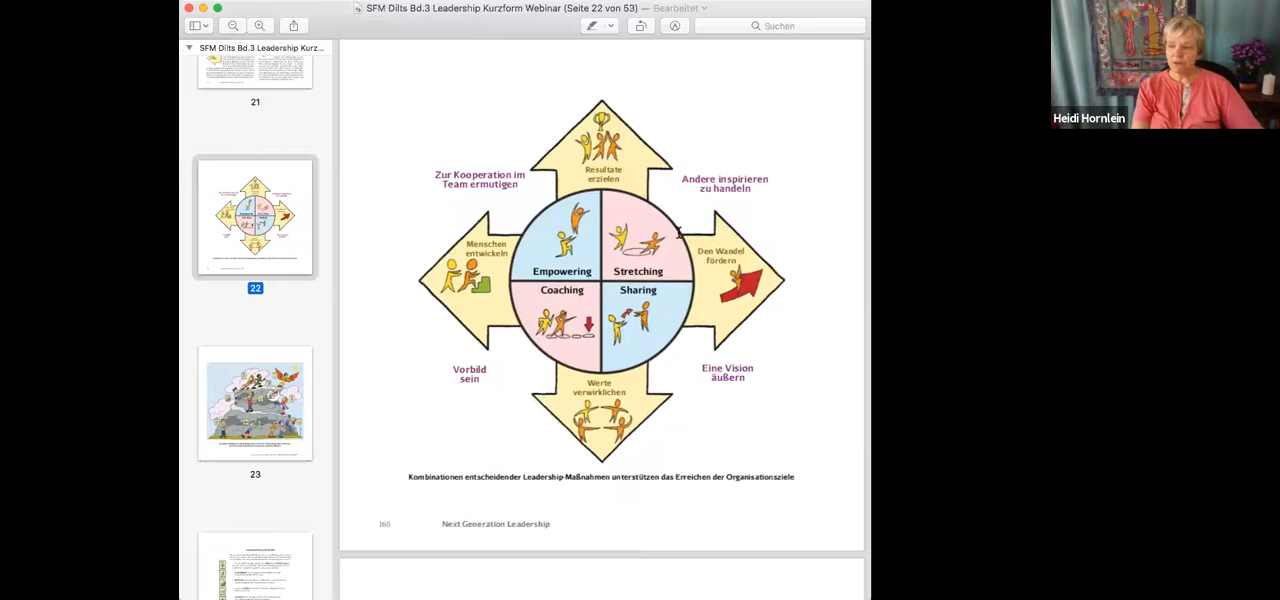 SFM Dilts Bd.3 Leadership Kurzform Webinar (Seite 22 von 53) — Bearbeitet
Suchen
SFM Dilts Bd.3 Leadership Kurz...
21
22
23
Heidi Hornlein
Resultate
erzielen
Zur Kooperation im
Team ermutigen
Andere inspirieren
zu handeln
Menschen
entwickeln
Den Wandel
fördern
Empowering
Stretching
Coaching
Sharing
Vorbild
sein
Eine Vision
äußern
Werte
verwirklichen
Kombinationen entscheidender Leadership-Maßnahmen unterstützen das Erreichen der Organisationsziele
160
Next Generation Leadership